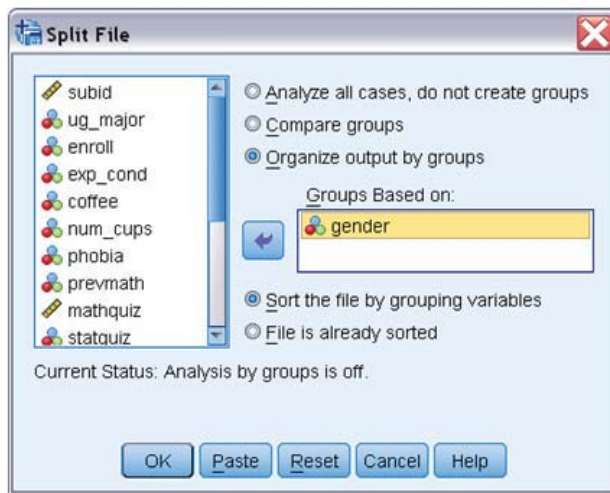 Split File
subid
ug_major
enroll
exp_cond
coffee
num_cups
phobia
prevmath
mathquiz
statquiz
Analyze all cases, do not create groups
Compare groups
Organize output by groups
Groups Based on:
gender
Sort the file by grouping variables
File is already sorted
Current Status: Analysis by groups is off.
OK
Paste
Reset
Cancel
Help